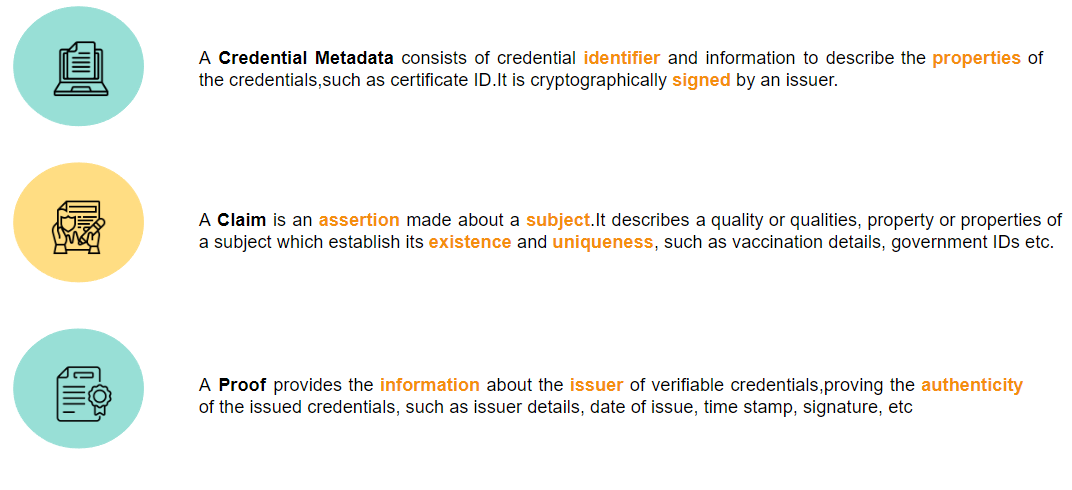 A Credential Metadata consists of credential identifier and information to describe the properties of
the credentials,such as certificate ID.It is cryptographically signed by an issuer.
A Claim is an assertion made about a subject.It describes a quality or qualities, property or properties of
a subject which establish its existence and uniqueness, such as vaccination details, government IDs etc.
A Proof provides the information about the issuer of verifiable credentials,proving the authenticity
of the issued credentials, such as issuer details, date of issue, time stamp, signature, etc